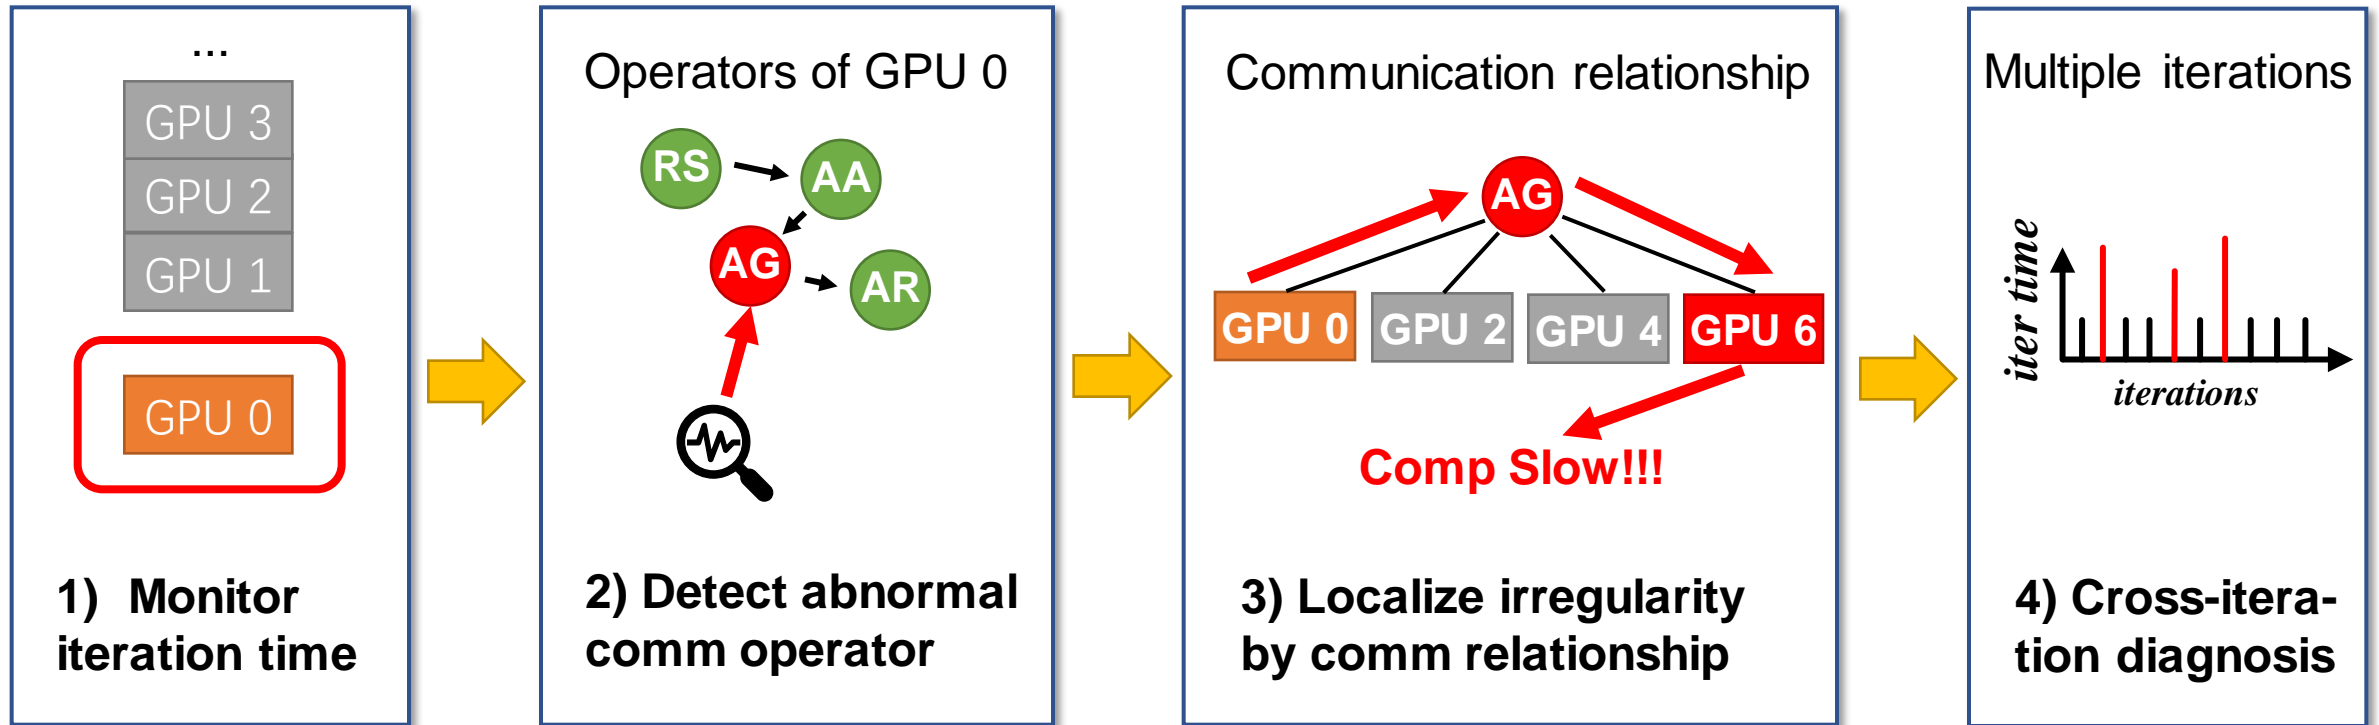 ...
GPU 3
GPU 2
GPU 1
GPU 0
1) Monitor
iteration time
Operators of GPU 0
RS
AA
AG
AR
2) Detect abnormal
comm operator
Communication relationship
AG
GPU 0
GPU 2
GPU 4
GPU 6
Comp Slow!!!
3) Localize irregularity
by comm relationship
Multiple iterations
iter time
iterations
4) Cross-itera-
tion diagnosis